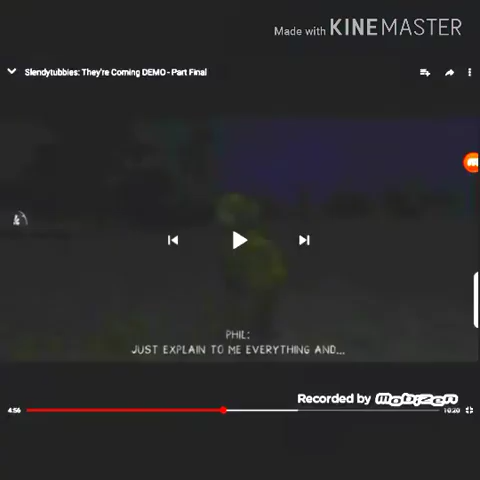 Made with KINEMASTER
Slendytubbies: They're Coming DEMO - Part Final
PHIL:
JUST EXPLAIN TO ME EVERYTHING AND...
Recorded by Mobizen
4:56
10:20